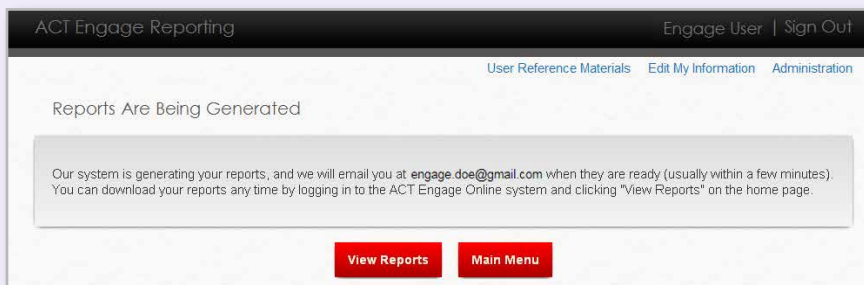 ACT Engage Reporting
Engage User | Sign Out
User Reference Materials Edit My Information Administration
Reports Are Being Generated
Our system is generating your reports, and we will email you at engage.doe@gmail.com when they are ready (usually within a few minutes).
You can download your reports any time by logging in to the ACT Engage Online system and clicking "View Reports" on the home page.
View Reports Main Menu